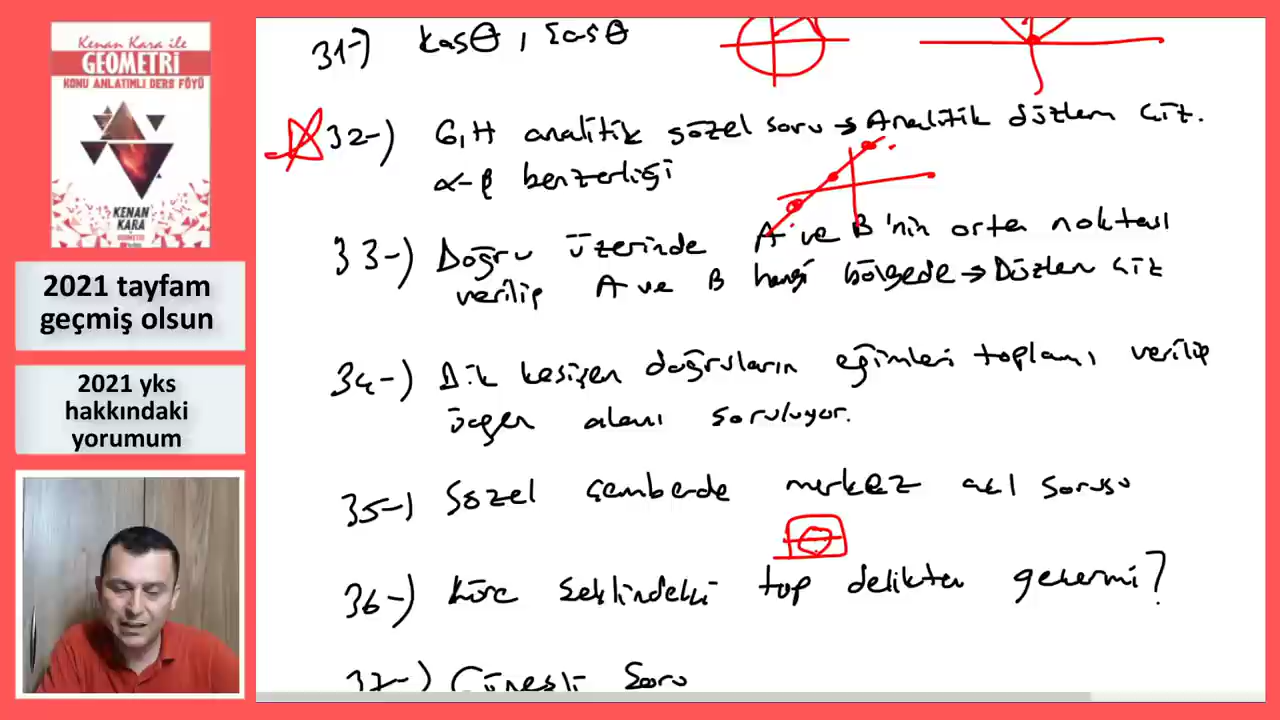 Kenan Kara ile
GEOMETRİ
KONU ANLATIMLI DERS FÖYÜ
KENAN
KARA
GEOMETRİ
2021 tayfam
geçmiş olsun
2021 yks
hakkındaki
yorumum
31-) kosθ, secθ
32-) G,H analitik sözel soru → Analitik düzlem çiz.
α-β benzerliği
33-) Doğru üzerinde A ve B'nin orta noktası
verilip A ve B hangi bölgede → Düzlem çiz
34-) Dik kesişen doğruların eğimleri toplamı verilip
üçgen alanı soruluyor.
35-) Sözel çemberde merkez açı sorusu
36-) Küre şeklindeki top delikten geçermi?
37-) Güneşli Soru